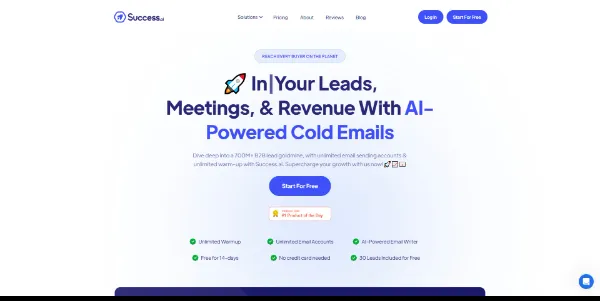 Success.ai
Solutions
Pricing
About
Reviews
Blog
Login
Start For Free
REACH EVERY BUYER ON THE PLANET
🚀 In|Your Leads,
Meetings, & Revenue With AI-
Powered Cold Emails
Dive deep into a 700M+ B2B lead goldmine, with unlimited email sending accounts &
unlimited warm-up with Success.ai. Supercharge your growth with us now!
Start For Free
#1 Product of the Day
Unlimited Warmup
Unlimited Email Accounts
AI-Powered Email Writer
Free for 14-days
No credit card needed
30 Leads Included for Free